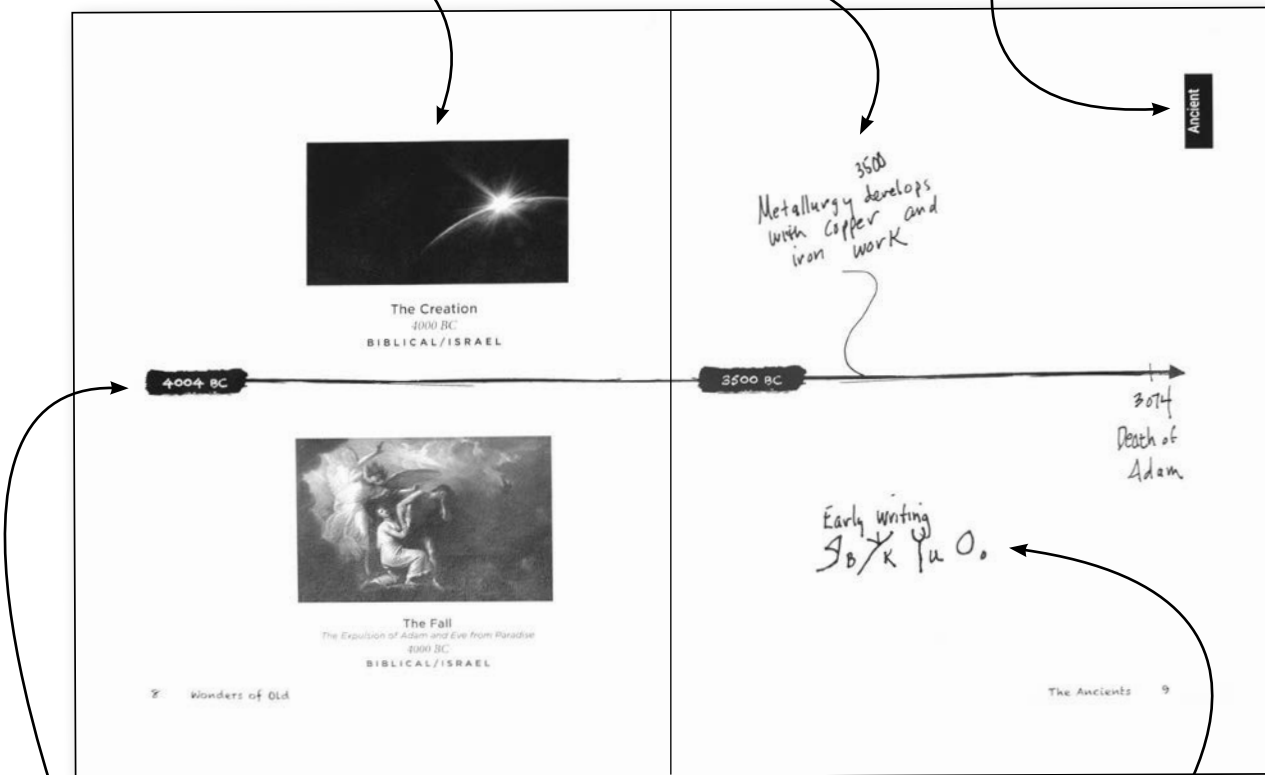 The Creation
4000 BC
BIBLICAL/ISRAEL
4004 BC
The Fall
The Expulsion of Adam and Eve from Paradise
4000 BC
BIBLICAL/ISRAEL
8 Wonders of Old
Ancient
3500
Metallurgy develops
with copper and
iron work
3500 BC
3074
Death of
Adam
Early writing
B K u o
The Ancients 9